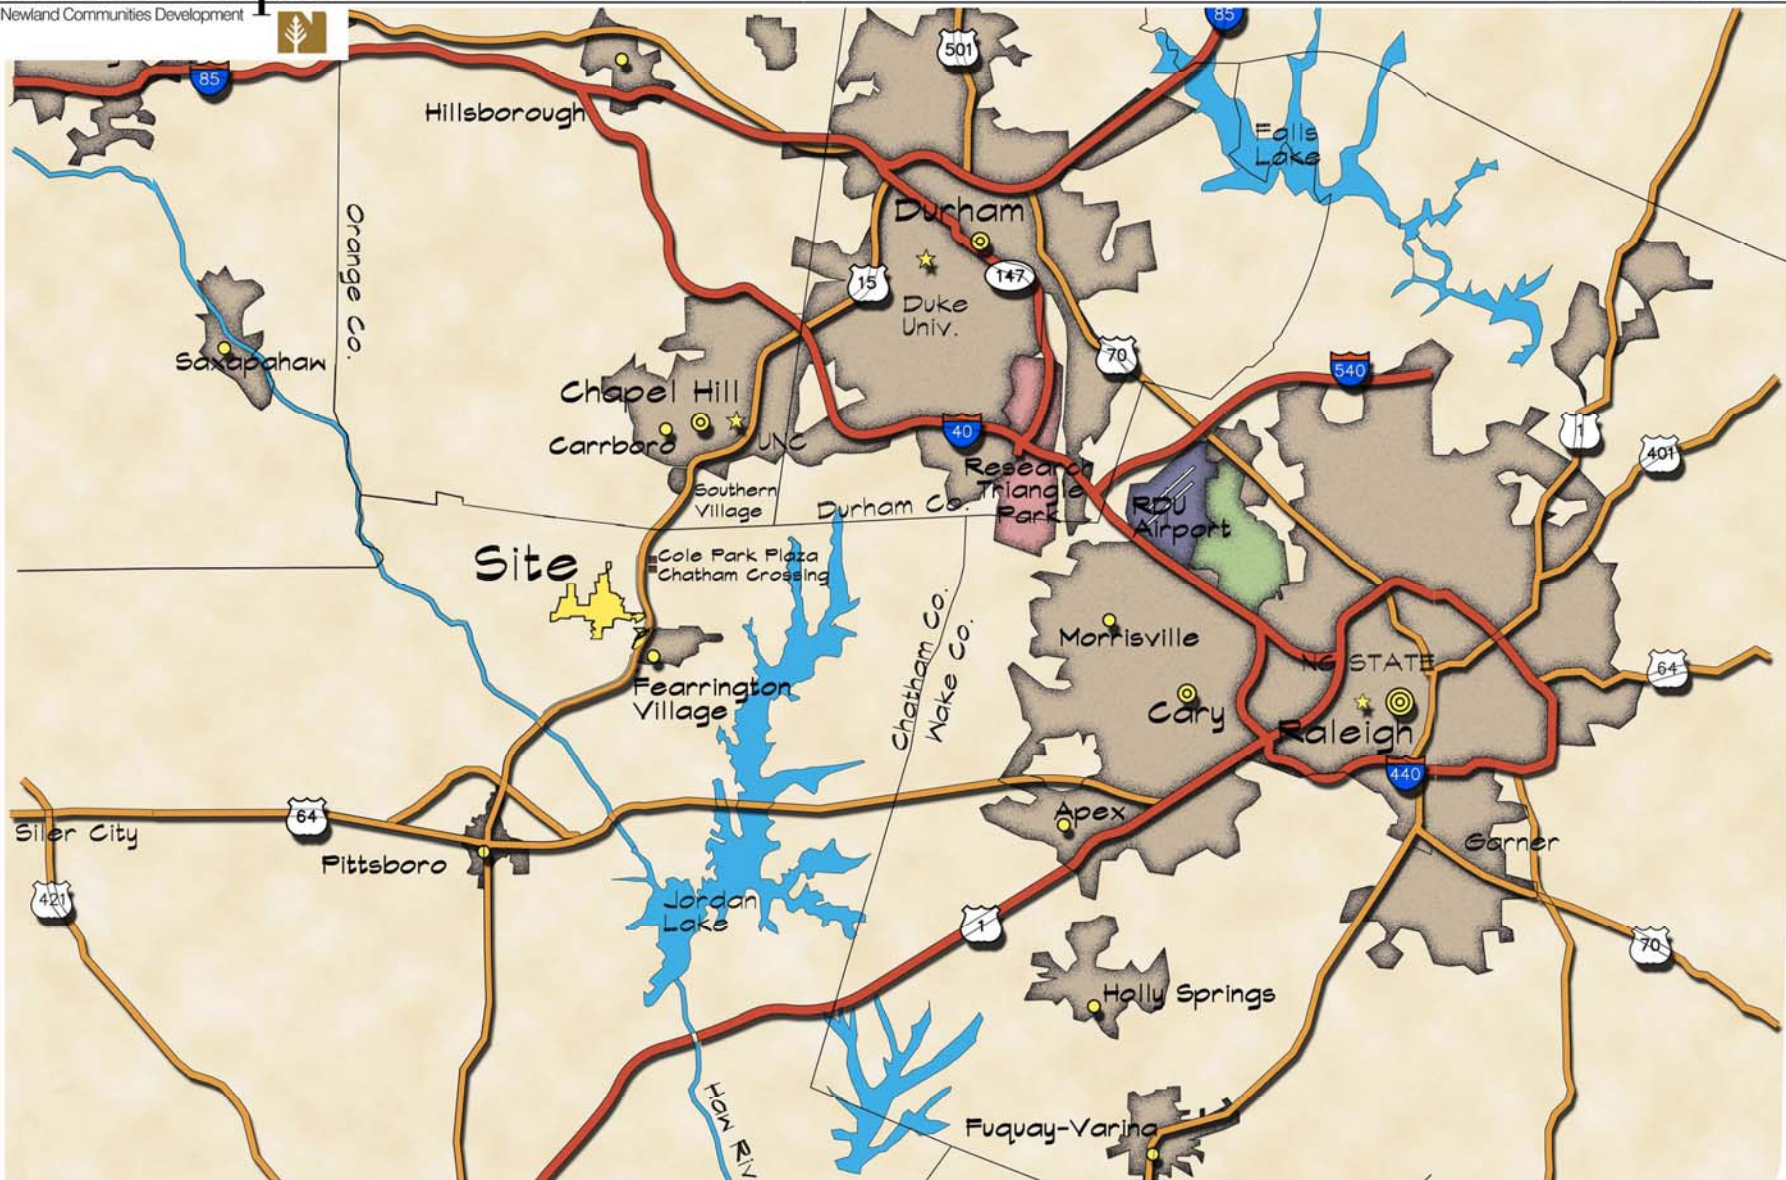 Newland Communities Development
85
501
85
Hillsborough
Falls
Lake
Orange Co.
Durham
15
147
Duke
Univ.
70
Saxapahaw
540
Chapel Hill
Carrboro
UNC
40
1
401
Research
Triangle
Park
Southern
Village
Durham Co.
RDU
Airport
Site
Cole Park Plaza
Chatham Crossing
Chatham Co.
Wake Co.
Morrisville
NC STATE
64
Fearrington
Village
Cary
Raleigh
440
64
Siler City
Apex
Garner
Pittsboro
421
Jordan
Lake
1
70
Holly Springs
Haw Riv
Fuquay-Varina